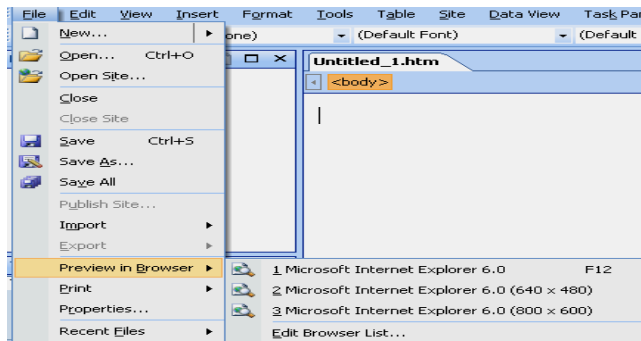 File Edit View Insert Format Tools Table Site Data View Task Pa
New... one) (Default Font) (Default
Open... Ctrl+O
Open Site...
Untitled_1.htm
<body>
Close
Close Site
Save Ctrl+S
Save As...
Save All
Publish Site...
Import
Export
Preview in Browser
1 Microsoft Internet Explorer 6.0 F12
Print
2 Microsoft Internet Explorer 6.0 (640 × 480)
Properties...
3 Microsoft Internet Explorer 6.0 (800 × 600)
Recent Files
Edit Browser List...